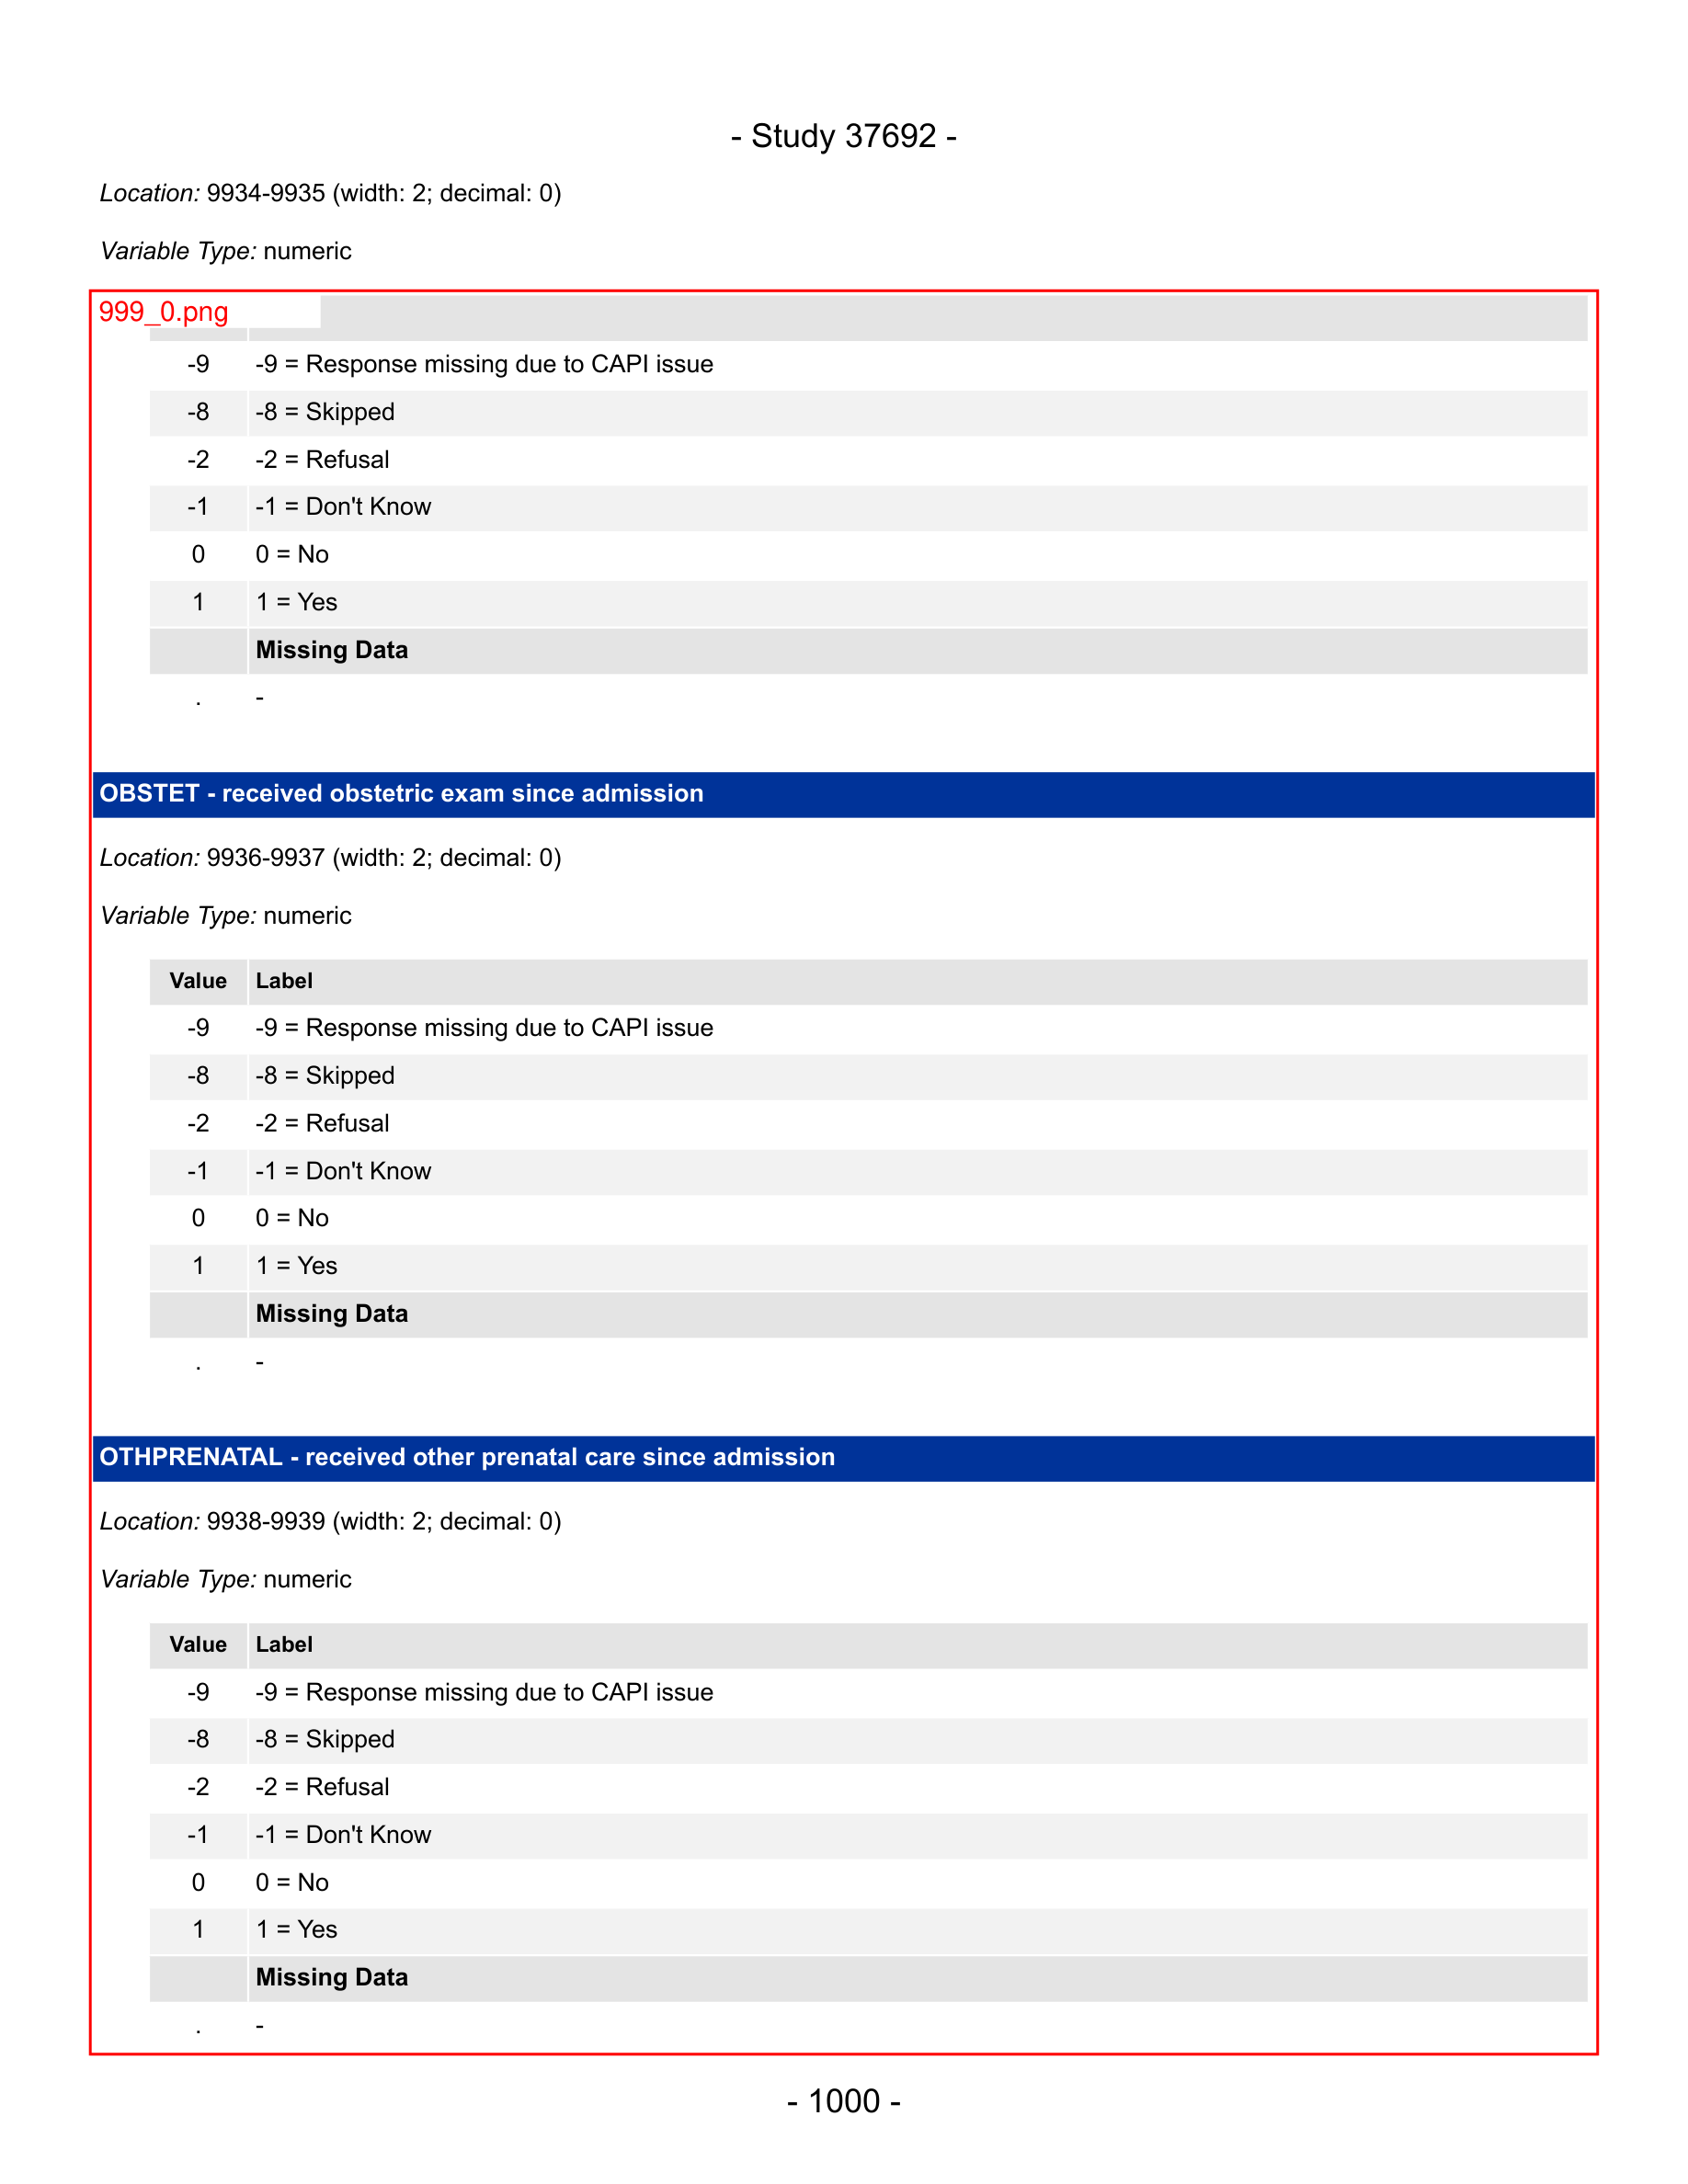 - Study 37692 -
Location: 9934-9935 (width: 2; decimal: 0)
Variable Type: numeric
999_0.png
-9 -9 = Response missing due to CAPI issue
-8 -8 = Skipped
-2 -2 = Refusal
-1 -1 = Don't Know
0 0 = No
1 1 = Yes
Missing Data
. -
OBSTET - received obstetric exam since admission
Location: 9936-9937 (width: 2; decimal: 0)
Variable Type: numeric
Value Label
-9 -9 = Response missing due to CAPI issue
-8 -8 = Skipped
-2 -2 = Refusal
-1 -1 = Don't Know
0 0 = No
1 1 = Yes
Missing Data
. -
OTHPRENATAL - received other prenatal care since admission
Location: 9938-9939 (width: 2; decimal: 0)
Variable Type: numeric
Value Label
-9 -9 = Response missing due to CAPI issue
-8 -8 = Skipped
-2 -2 = Refusal
-1 -1 = Don't Know
0 0 = No
1 1 = Yes
Missing Data
. -
- 1000 -